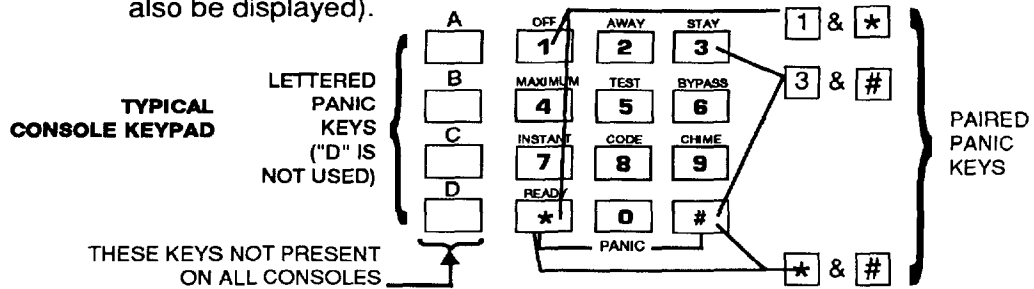 also be displayed).
A
OFF
AWAY
STAY
1 & *
1
2
3
LETTERED
PANIC
KEYS
("D" IS
NOT USED)
B
MAXIMUM
TEST
BYPASS
3 & #
TYPICAL
CONSOLE KEYPAD
4
5
6
PAIRED
PANIC
KEYS
C
INSTANT
CODE
CHIME
7
8
9
D
READY
*
0
#
PANIC
THESE KEYS NOT PRESENT
ON ALL CONSOLES
* & #